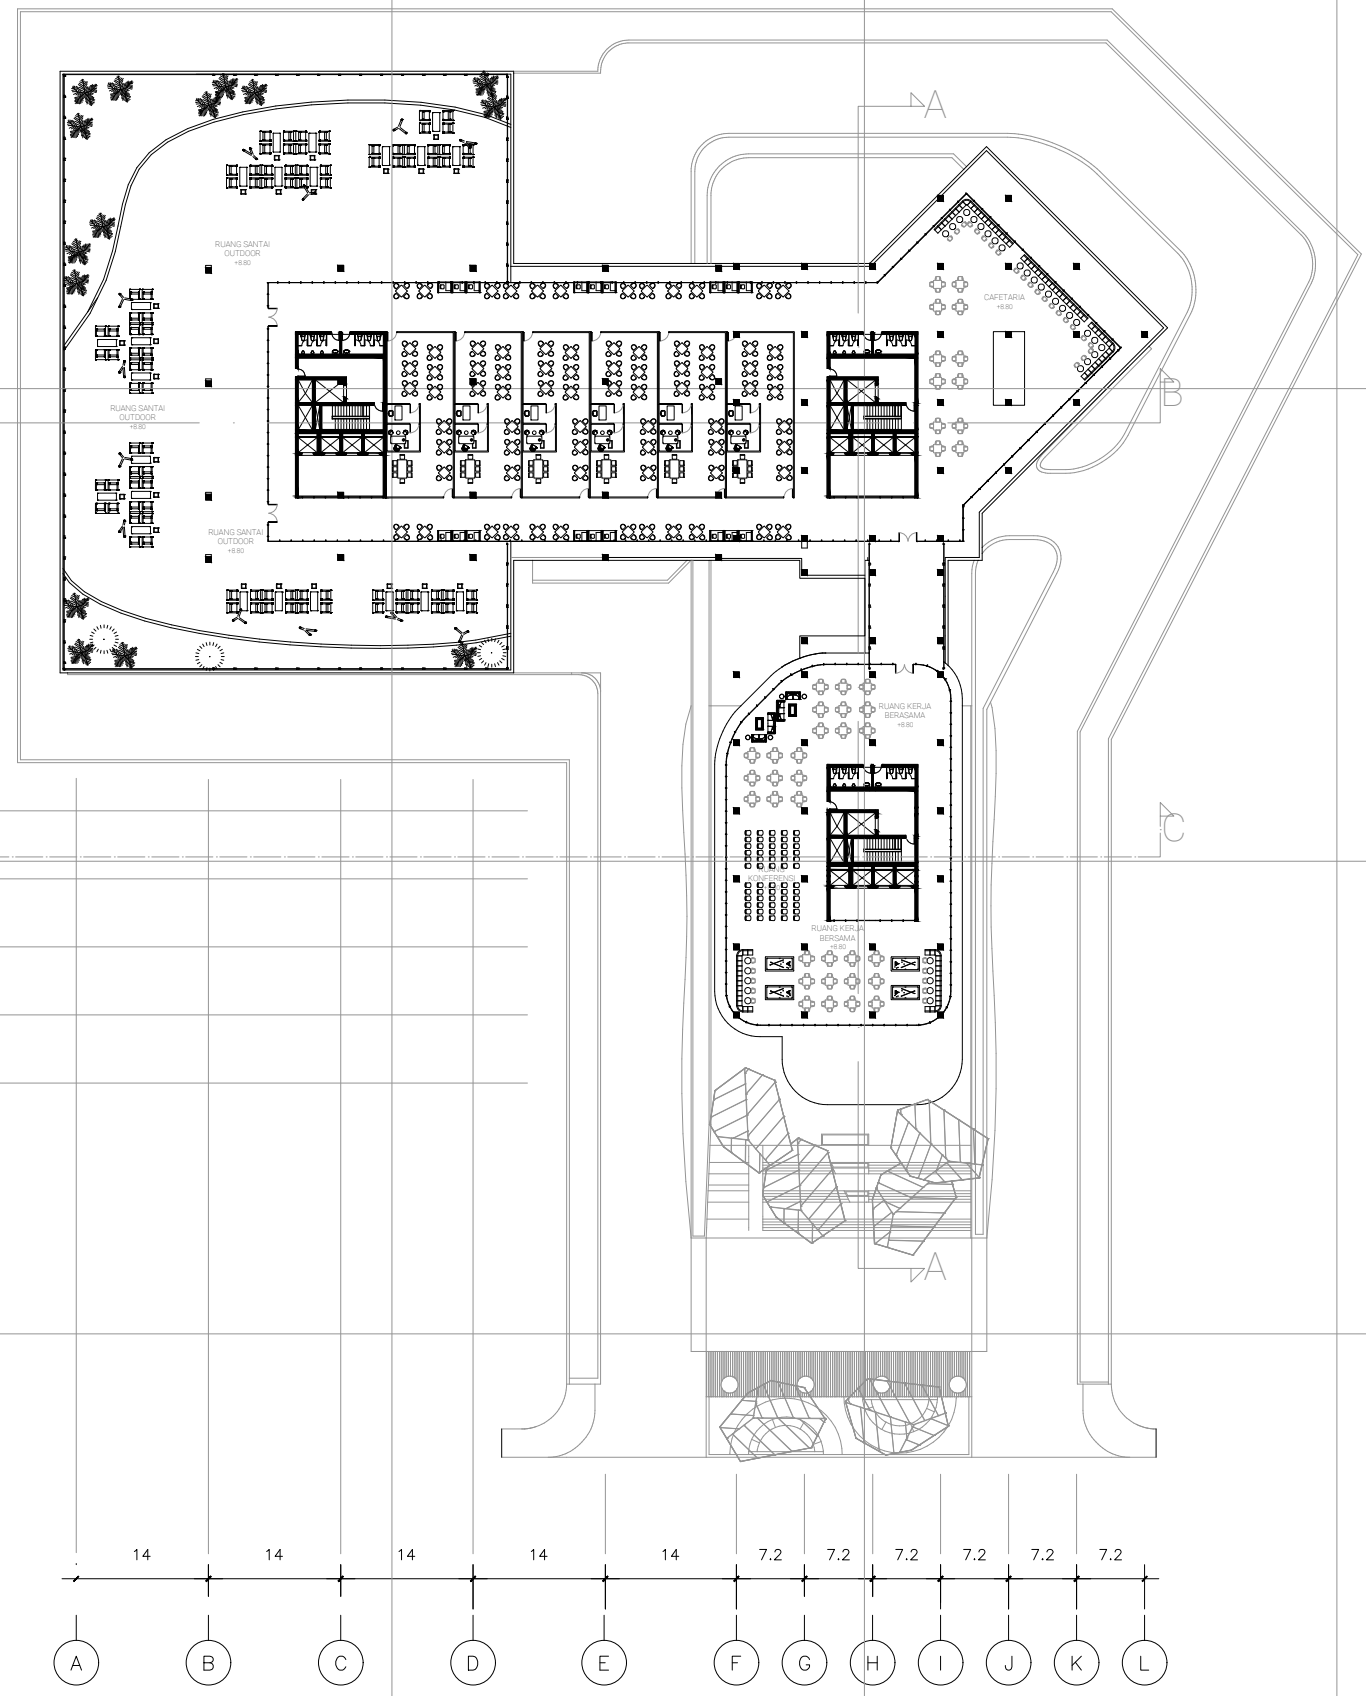 A
RUANG SANTAI
OUTDOOR
+8.80
CAFETARIA
+8.80
B
RUANG SANTAI
OUTDOOR
+8.80
RUANG SANTAI
OUTDOOR
+8.80
RUANG KERJA
BERASAMA
+8.80
C
RUANG
KONFERENSI
RUANG KERJA
BERSAMA
+8.80
A
14 14 14 14 14 7.2 7.2 7.2 7.2 7.2 7.2
A B C D E F G H I J K L